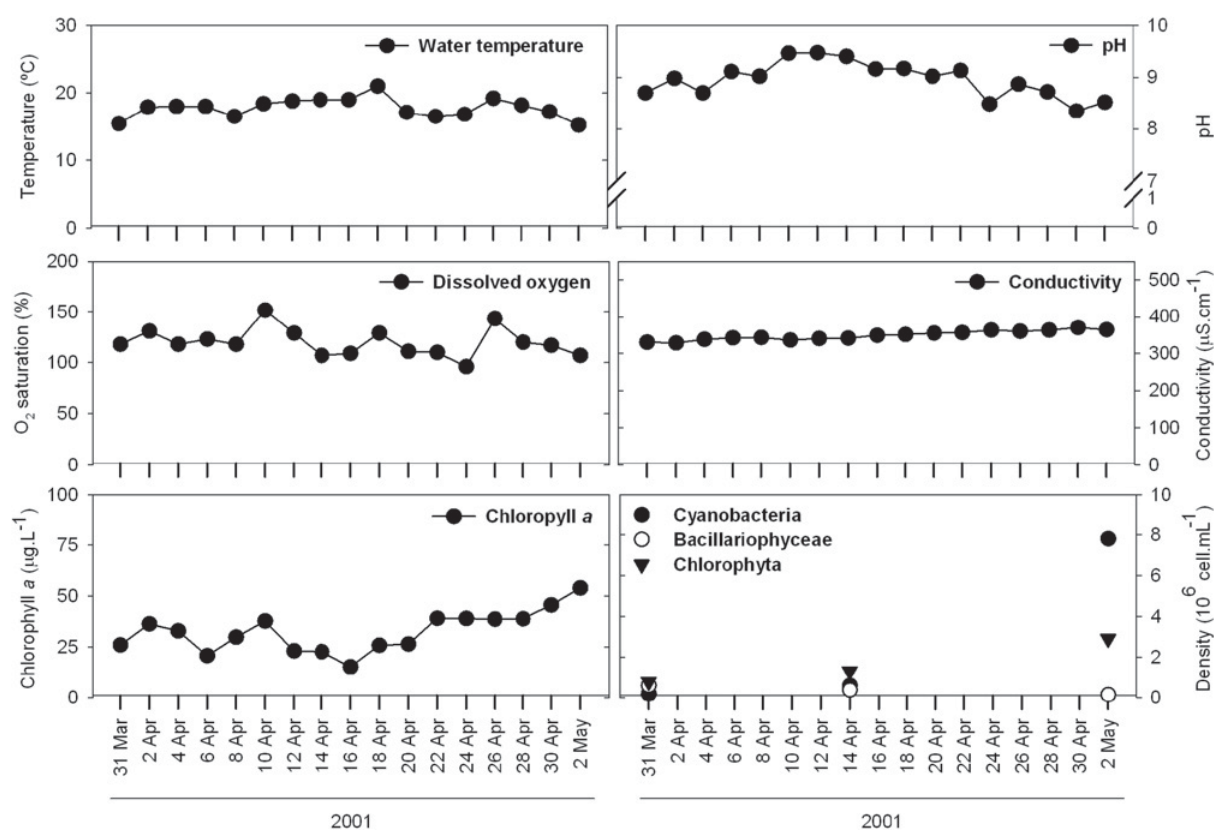 Water temperature
Temperature (ºC)
30
20
10
0
pH
10
9
8
7
1
0
pH
Dissolved oxygen
O2 saturation (%)
200
150
100
50
0
Conductivity
500
400
300
200
100
0
Conductivity (µS.cm-1)
Chloropyll a
Chlorophyll a (µg.L-1)
100
75
50
25
0
Cyanobacteria
Bacillariophyceae
Chlorophyta
10
8
6
4
2
0
Density (10^6 cell.mL-1)
31 Mar
2 Apr
4 Apr
6 Apr
8 Apr
10 Apr
12 Apr
14 Apr
16 Apr
18 Apr
20 Apr
22 Apr
24 Apr
26 Apr
28 Apr
30 Apr
2 May
2001
31 Mar
2 Apr
4 Apr
6 Apr
8 Apr
10 Apr
12 Apr
14 Apr
16 Apr
18 Apr
20 Apr
22 Apr
24 Apr
26 Apr
28 Apr
30 Apr
2 May
2001